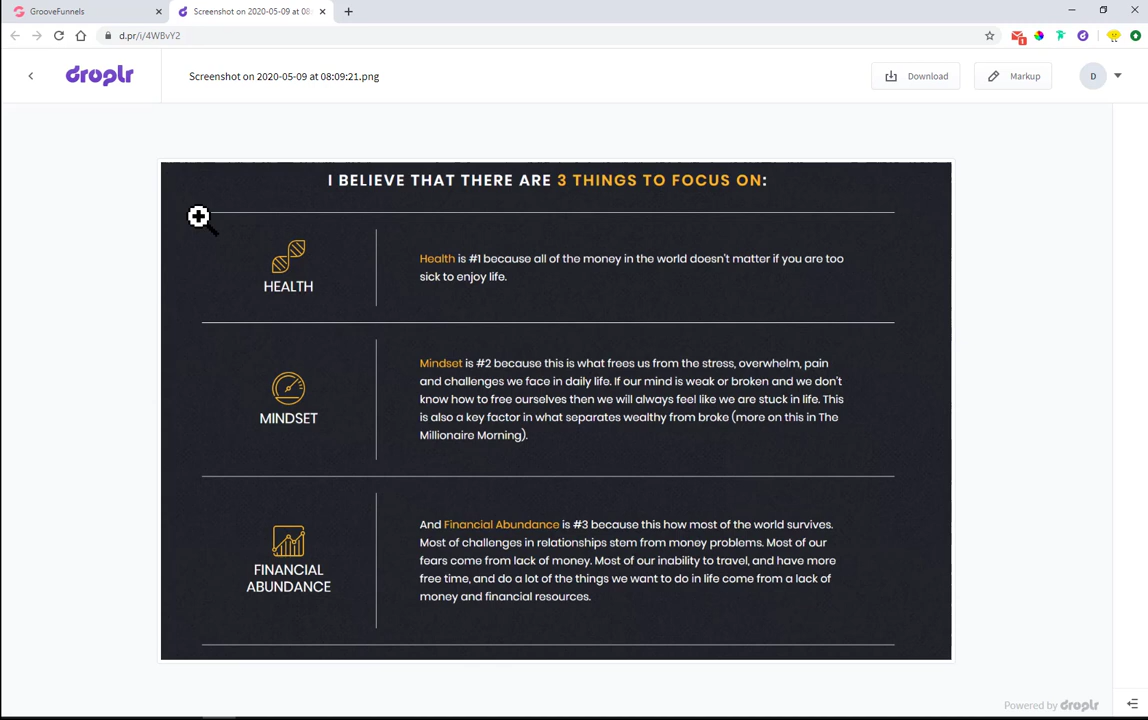 GrooveFunnels
Screenshot on 2020-05-09 at 08:
d.pr/i/4WBvY2
droplr
Screenshot on 2020-05-09 at 08:09:21.png
Download
Markup
D
I BELIEVE THAT THERE ARE 3 THINGS TO FOCUS ON:
HEALTH
Health is #1 because all of the money in the world doesn't matter if you are too
sick to enjoy life.
MINDSET
Mindset is #2 because this is what frees us from the stress, overwhelm, pain
and challenges we face in daily life. If our mind is weak or broken and we don't
know how to free ourselves then we will always feel like we are stuck in life. This
is also a key factor in what separates wealthy from broke (more on this in The
Millionaire Morning).
FINANCIAL
ABUNDANCE
And Financial Abundance is #3 because this how most of the world survives.
Most of challenges in relationships stem from money problems. Most of our
fears come from lack of money. Most of our inability to travel, and have more
free time, and do a lot of the things we want to do in life come from a lack of
money and financial resources.
Powered by droplr